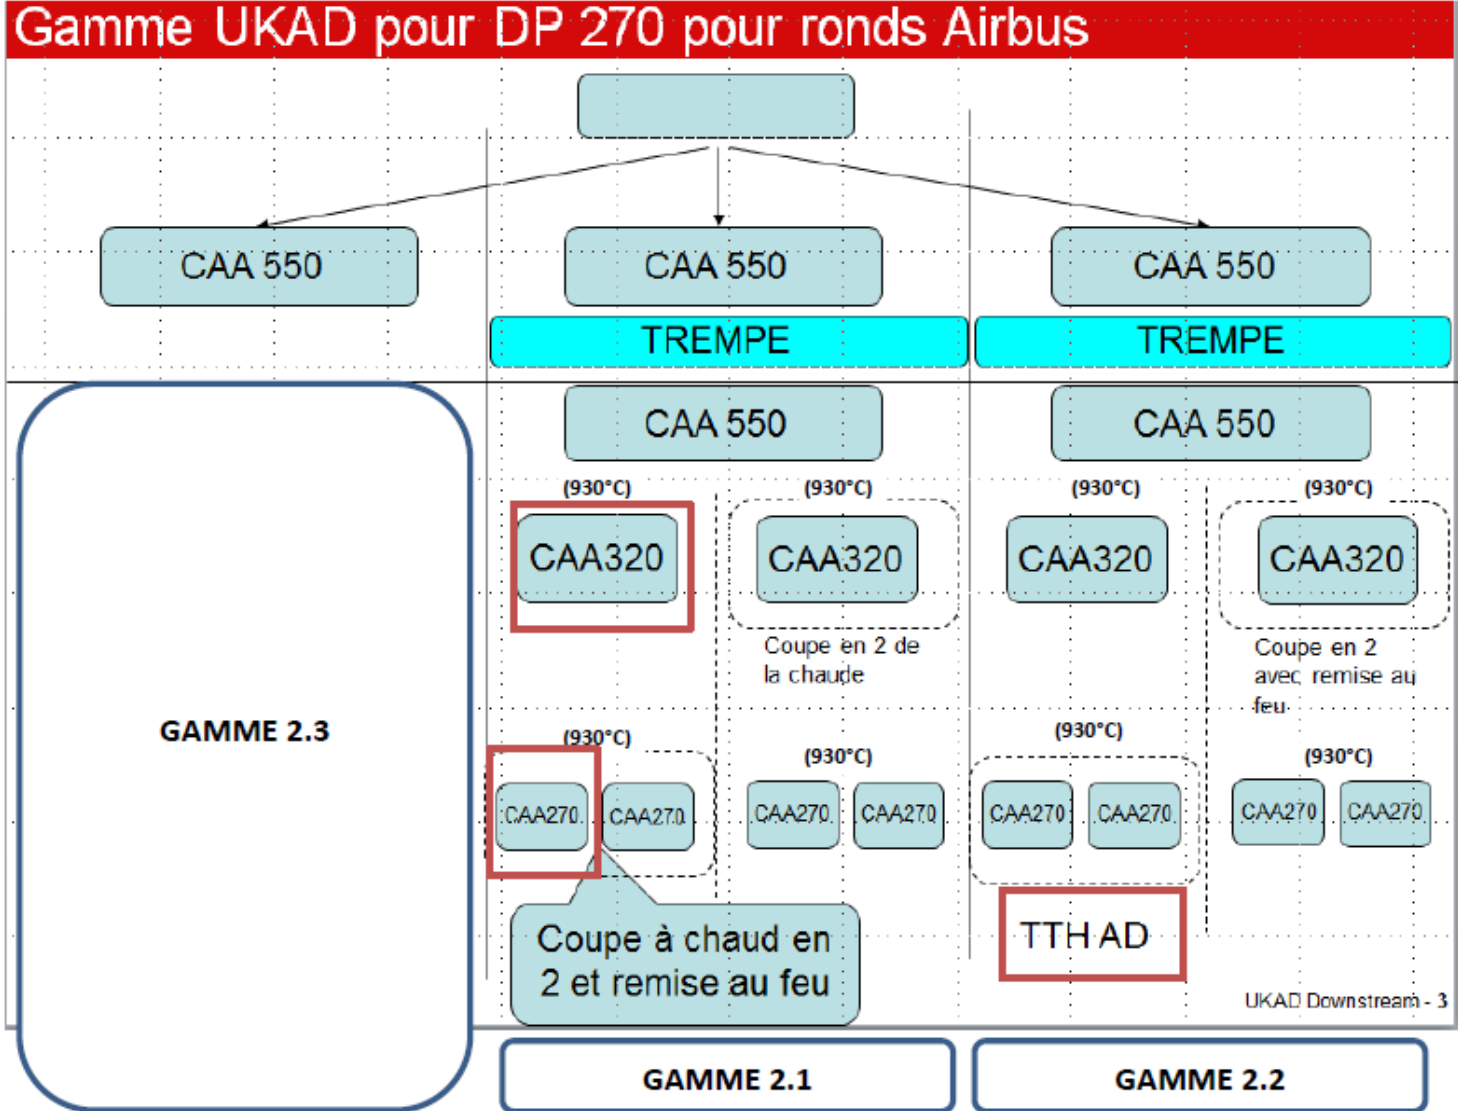 Gamme UKAD pour DP 270 pour ronds Airbus
CAA 550
CAA 550
CAA 550
TREMPE
TREMPE
CAA 550
CAA 550
(930°C)
(930°C)
(930°C)
(930°C)
CAA320
CAA320
CAA320
CAA320
Coupe en 2 de
la chaude
Coupe en 2
avec remise au
feu
GAMME 2.3
(930°C)
(930°C)
(930°C)
(930°C)
CAA270
CAA270
CAA270
CAA270
CAA270
CAA270
CAA270
CAA270
Coupe à chaud en
2 et remise au feu
TTH AD
UKAD Downstream - 3
GAMME 2.1
GAMME 2.2